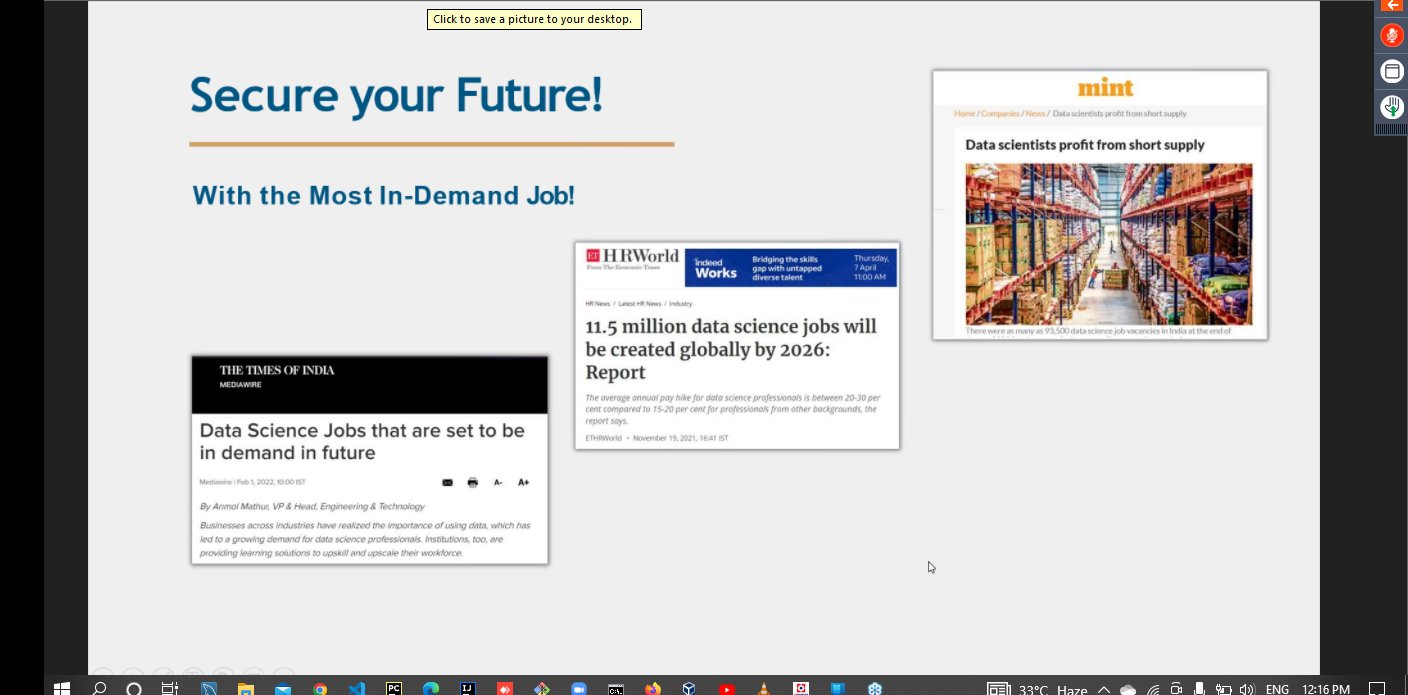 Click to save a picture to your desktop.
Secure your Future!
With the Most In-Demand Job!
mint
Home / Companies / News / Data scientists profit from short supply
Data scientists profit from short supply
There were as many as 93,500 data science job vacancies in India at the end of
ET HRWorld
From The Economic Times
indeed
Works
Bridging the skills
gap with untapped
diverse talent
Thursday,
7 April
11:00 AM
HR News / Latest HR News / Industry
11.5 million data science jobs will
be created globally by 2026:
Report
The average annual pay hike for data science professionals is between 20-30 per
cent compared to 15-20 per cent for professionals from other backgrounds, the
report says.
ETHRWorld • November 19, 2021, 16:41 IST
THE TIMES OF INDIA
MEDIAWIRE
Data Science Jobs that are set to be
in demand in future
Mediawire | Feb 1, 2022, 10:00 IST
A- A+
By Anmol Mathur, VP & Head, Engineering & Technology
Businesses across industries have realized the importance of using data, which has
led to a growing demand for data science professionals. Institutions, too, are
providing learning solutions to upskill and upscale their workforce.
PC IJ C:\
33°C Haze ENG 12:16 PM